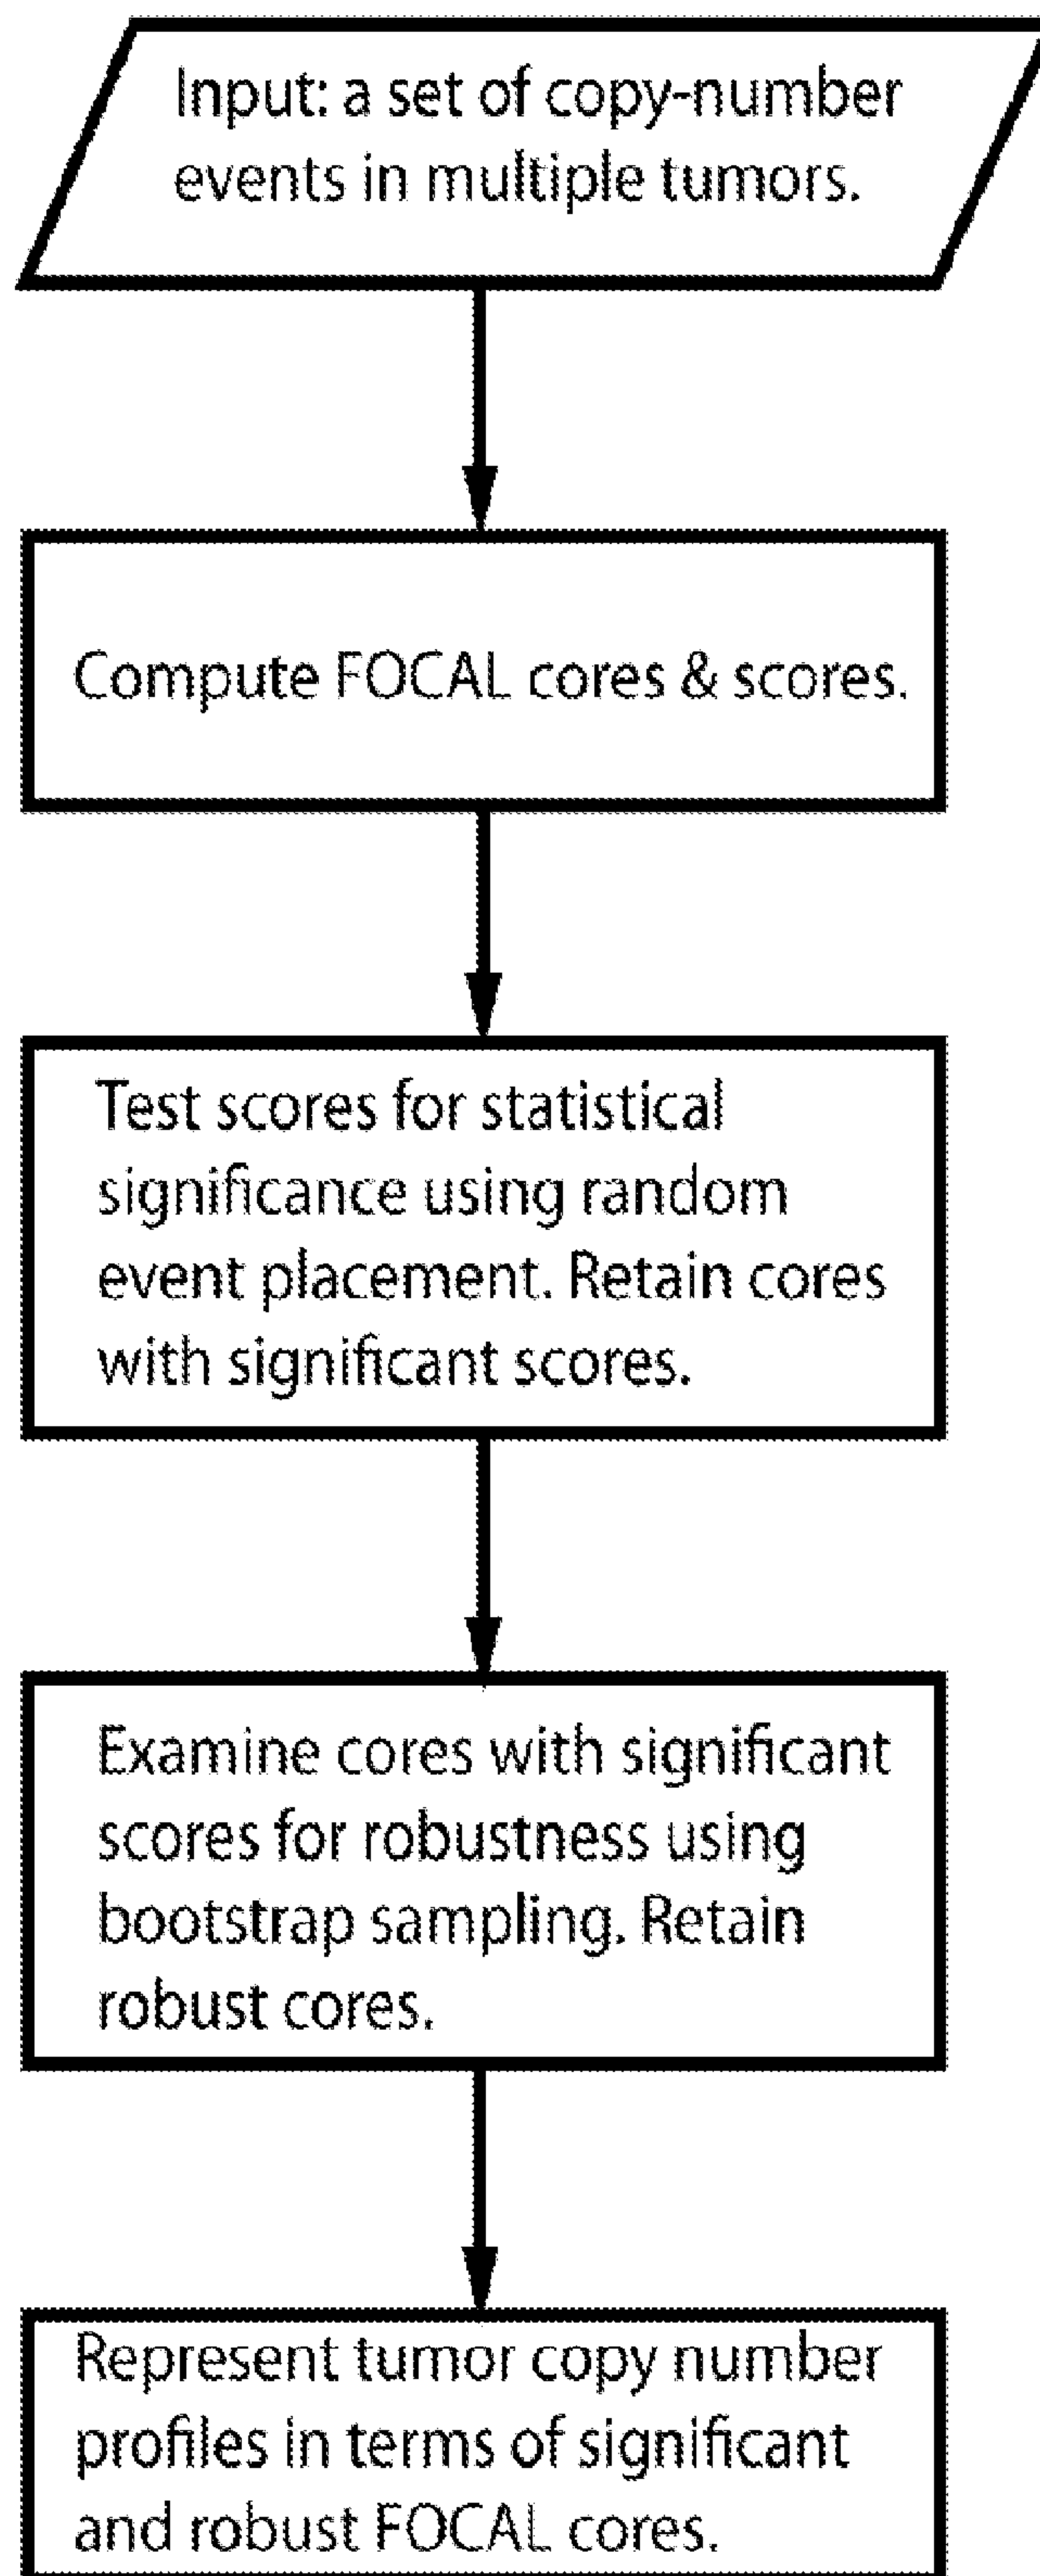 Input: a set of copy-number
events in multiple tumors.
Compute FOCAL cores & scores.
Test scores for statistical
significance using random
event placement. Retain cores
with significant scores.
Examine cores with significant
scores for robustness using
bootstrap sampling. Retain
robust cores.
Represent tumor copy number
profiles in terms of significant
and robust FOCAL cores.